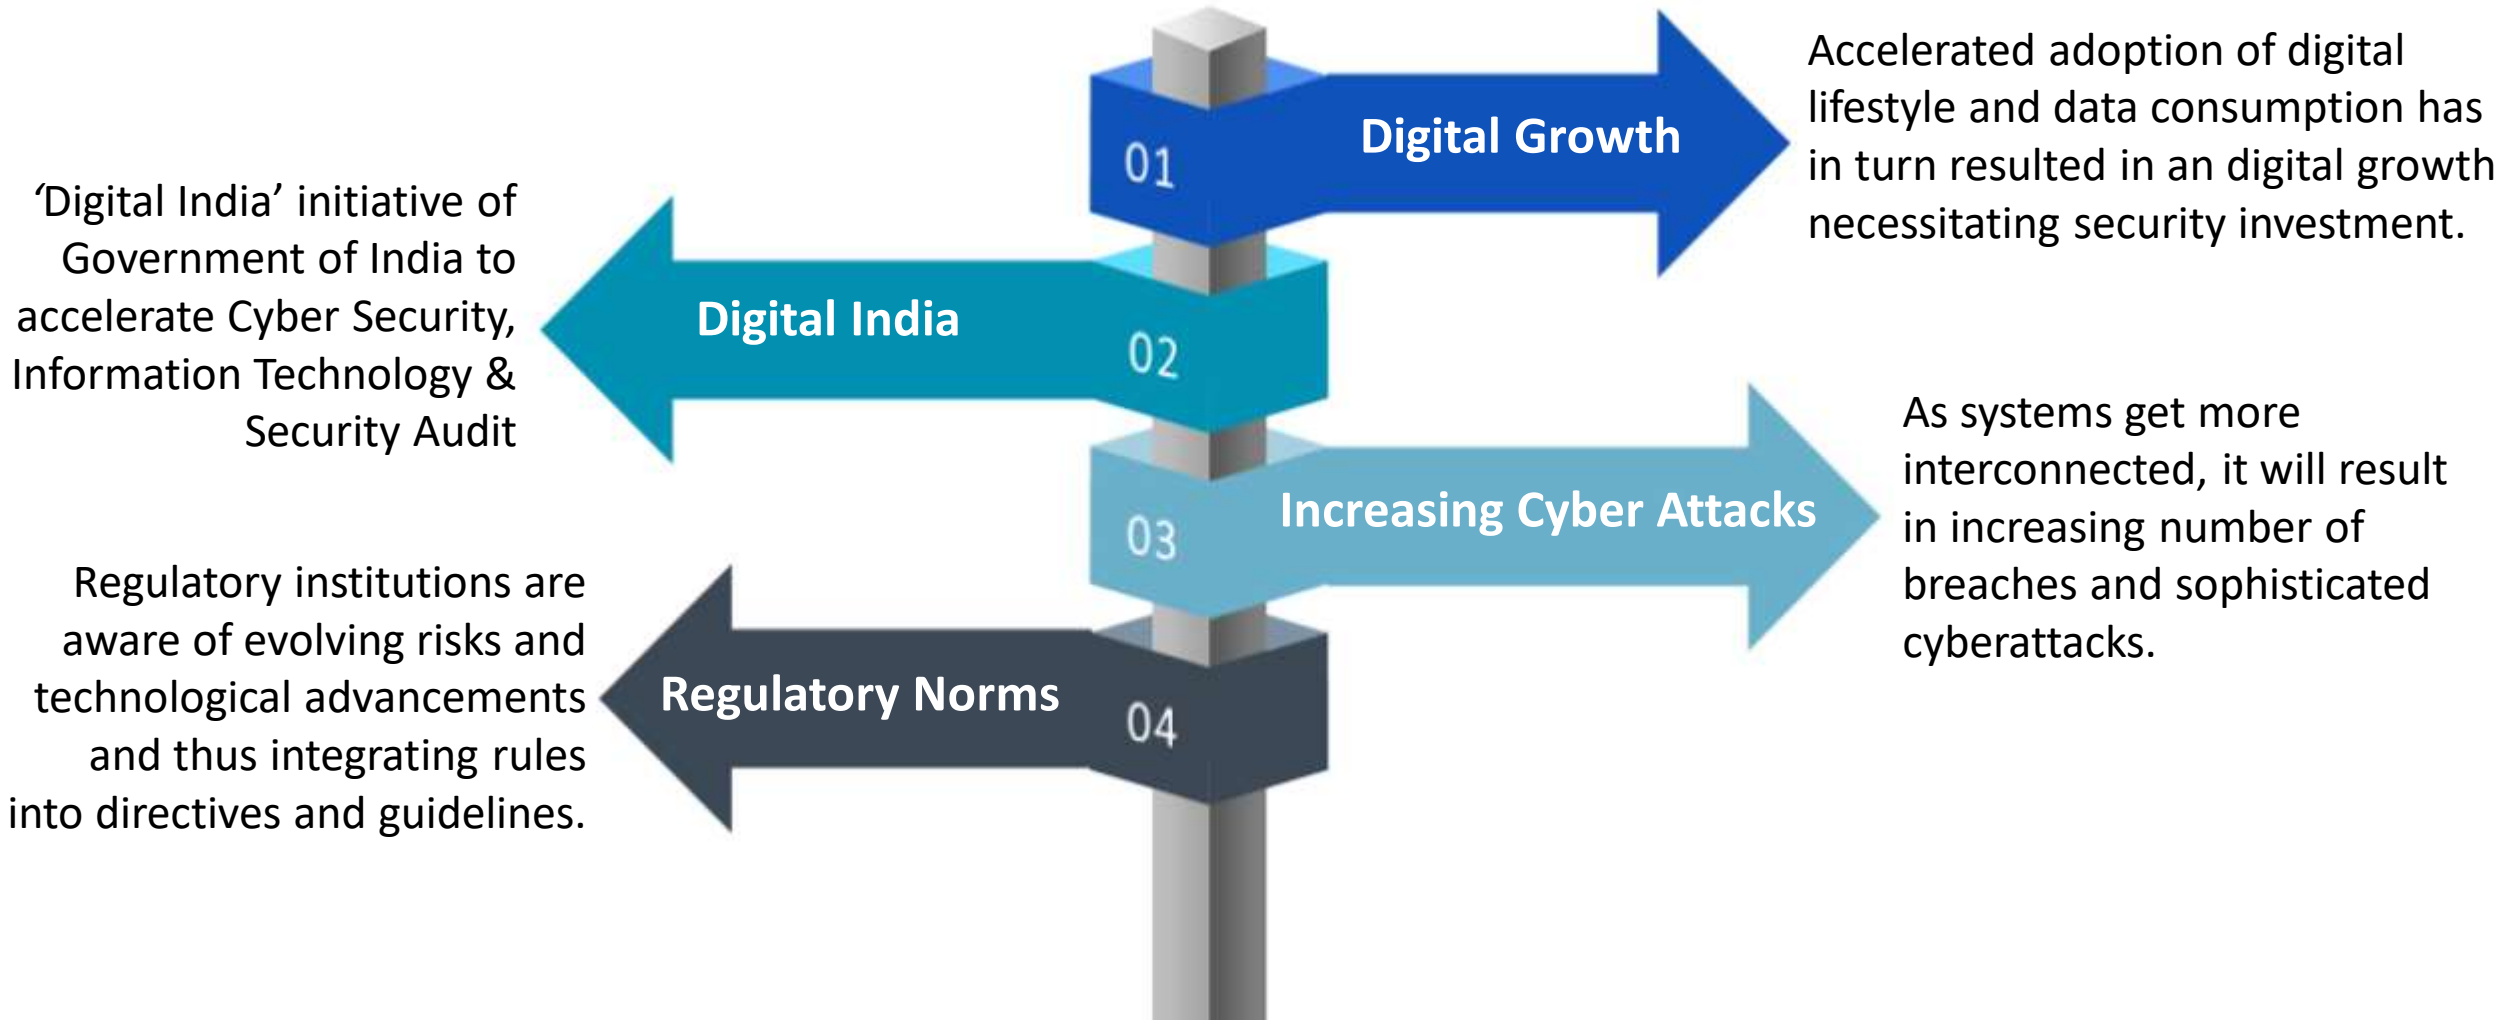 01
Digital Growth
Accelerated adoption of digital
lifestyle and data consumption has
in turn resulted in an digital growth
necessitating security investment.
‘Digital India’ initiative of
Government of India to
accelerate Cyber Security,
Information Technology &
Security Audit
Digital India
02
03
Increasing Cyber Attacks
As systems get more
interconnected, it will result
in increasing number of
breaches and sophisticated
cyberattacks.
Regulatory institutions are
aware of evolving risks and
technological advancements
and thus integrating rules
into directives and guidelines.
Regulatory Norms
04